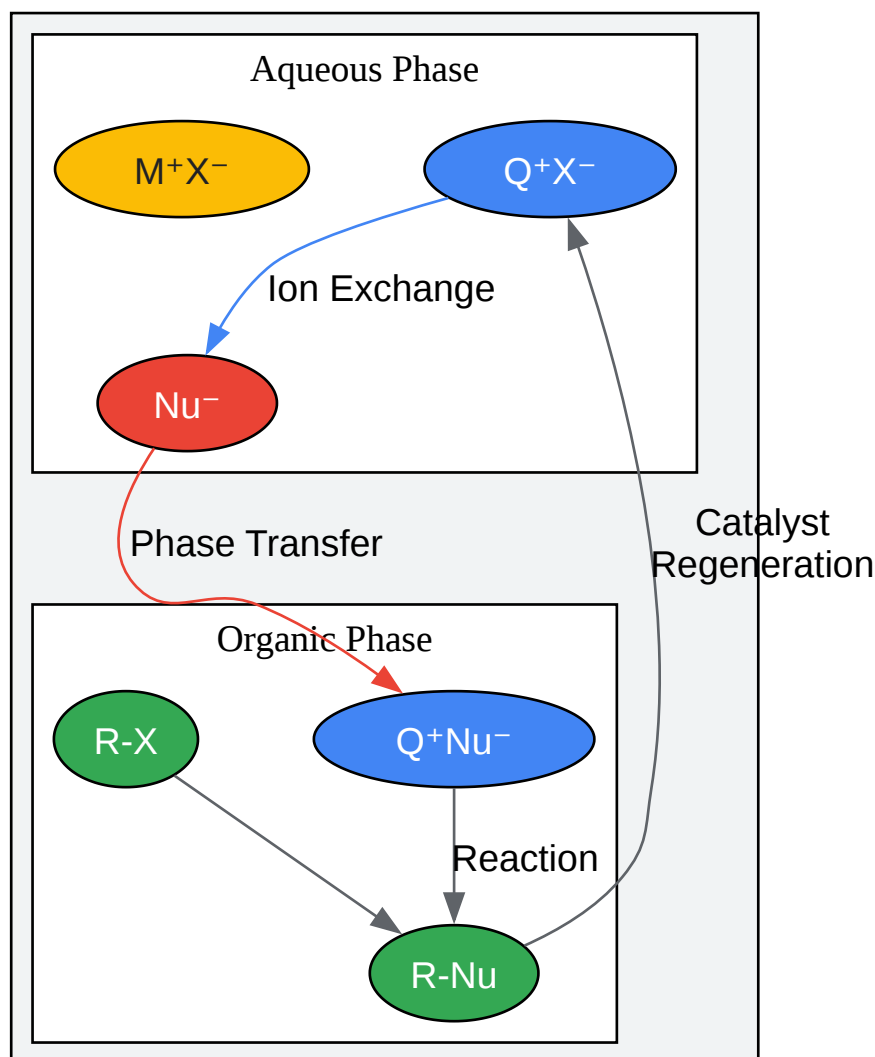 Aqueous Phase
M⁺X⁻
Q⁺X⁻
Ion Exchange
Nu⁻
Phase Transfer
Catalyst
Regeneration
Organic Phase
R-X
Q⁺Nu⁻
Reaction
R-Nu